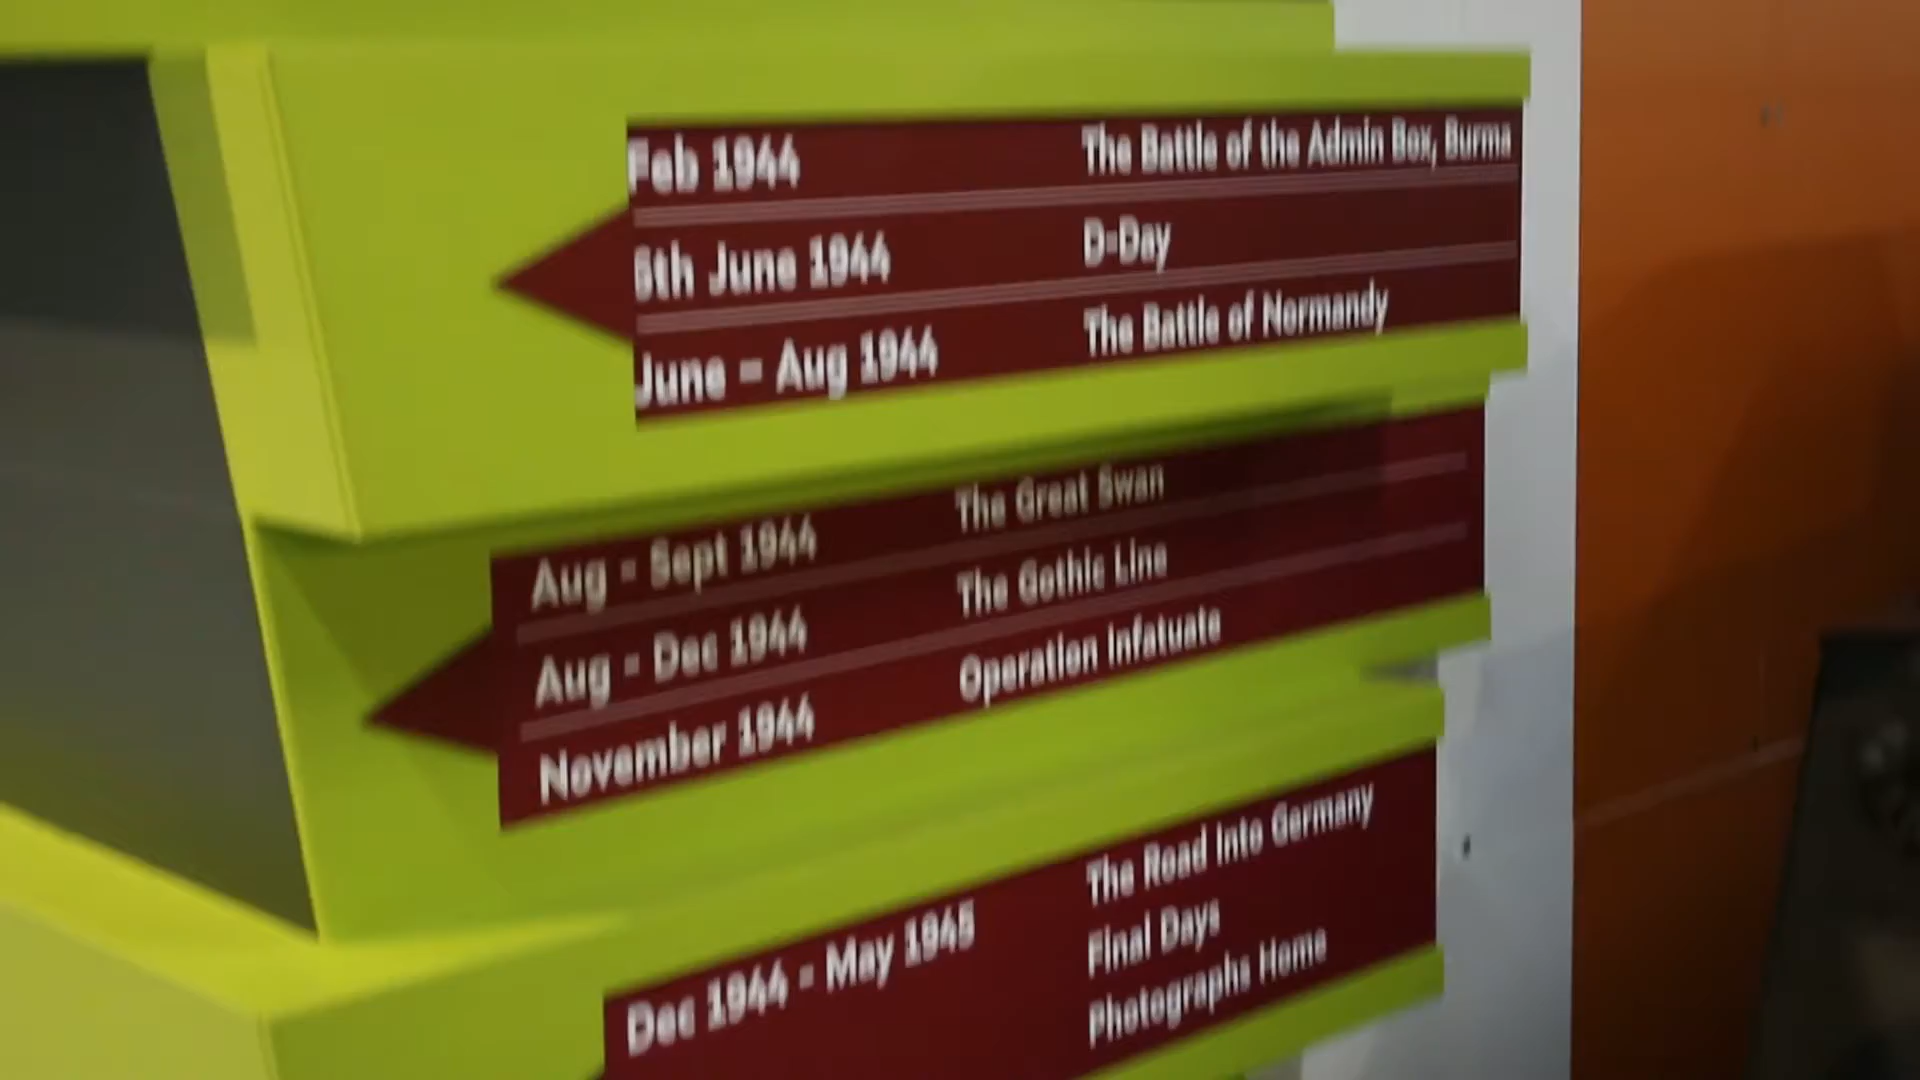 Feb 1944 The Battle of the Admin Box, Burma
6th June 1944 D-Day
June - Aug 1944 The Battle of Normandy
Aug - Sept 1944 The Great Swan
Aug - Dec 1944 The Gothic Line
November 1944 Operation Infatuate
Dec 1944 - May 1945 The Road Into Germany
Final Days
Photographs Home